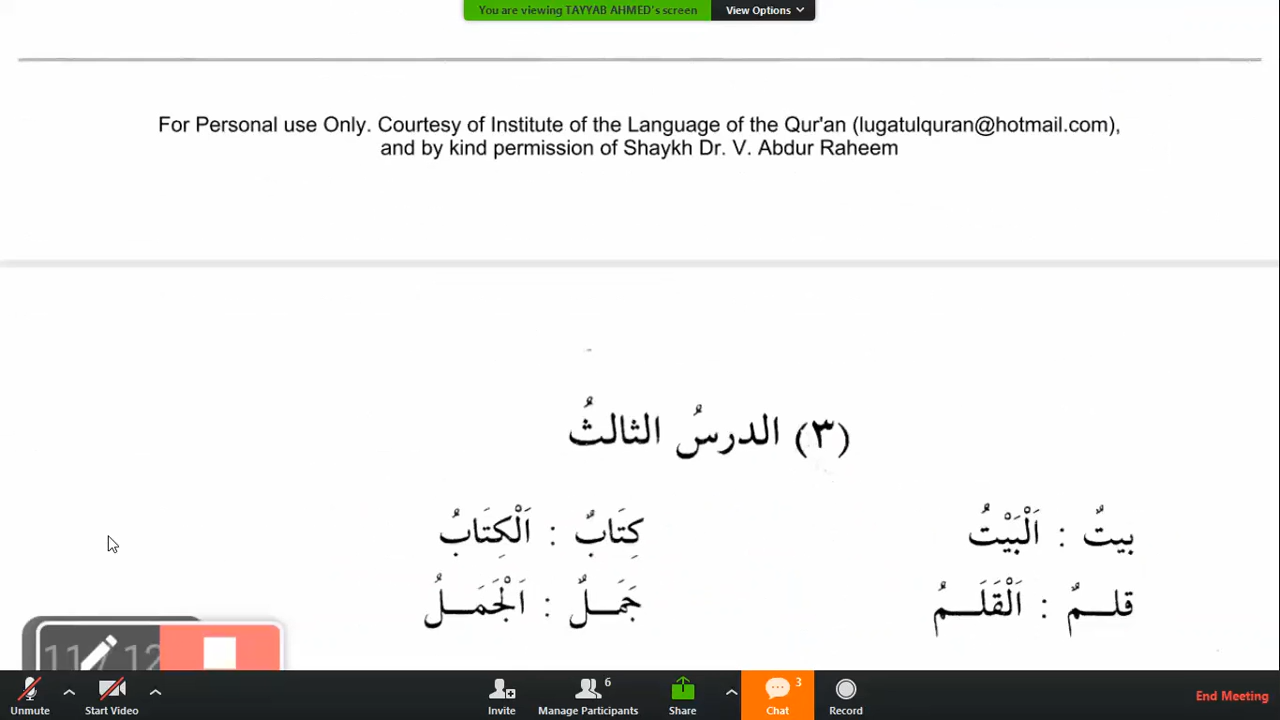 You are viewing TAYYAB AHMED's screen View Options
For Personal use Only. Courtesy of Institute of the Language of the Qur'an (lugatulquran@hotmail.com),
and by kind permission of Shaykh Dr. V. Abdur Raheem
(٣) الدرسُ الثالثُ
بيتٌ : اَلْبَيْتُ كِتَابٌ : اَلْكِتَابُ
قلـمٌ : اَلْقَلَـمُ جَمَـلٌ : اَلْجَمَـلُ
11 / 12
Unmute Start Video Invite Manage Participants 6 Share Chat 3 Record End Meeting